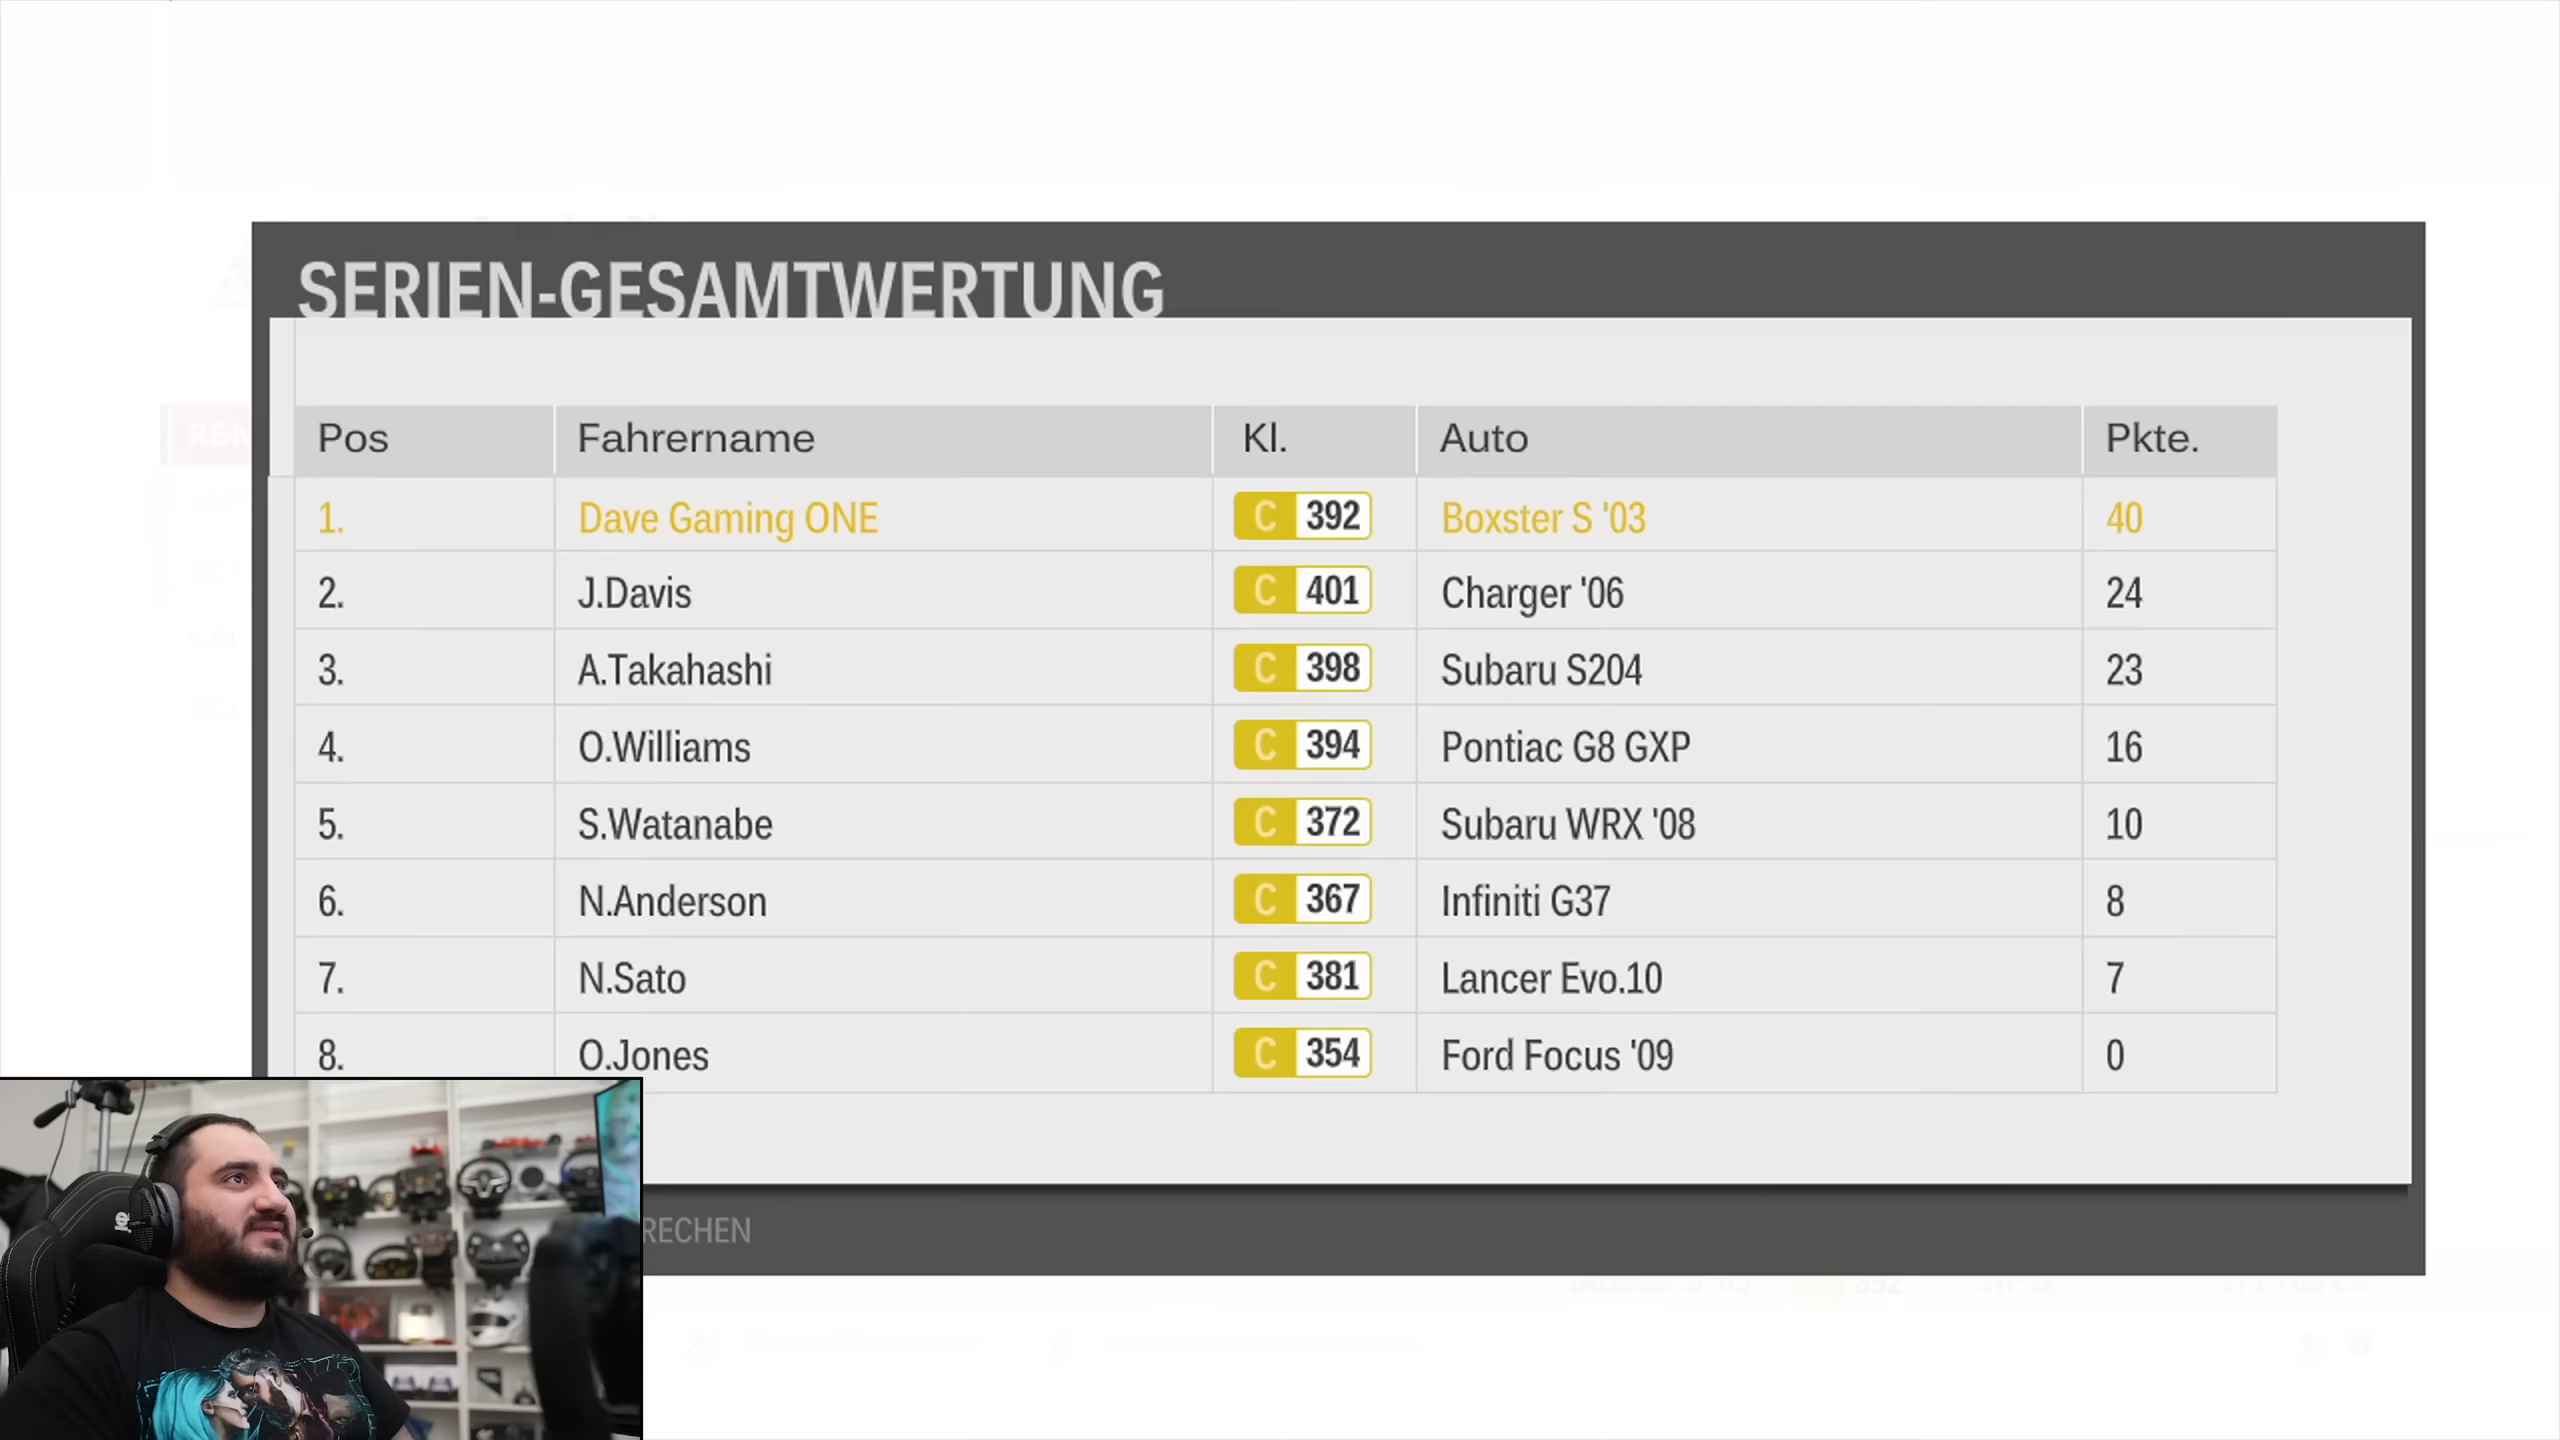 SERIEN-GESAMTWERTUNG
Pos Fahrername Kl. Auto Pkte.
1. Dave Gaming ONE C 392 Boxster S '03 40
2. J.Davis C 401 Charger '06 24
3. A.Takahashi C 398 Subaru S204 23
4. O.Williams C 394 Pontiac G8 GXP 16
5. S.Watanabe C 372 Subaru WRX '08 10
6. N.Anderson C 367 Infiniti G37 8
7. N.Sato C 381 Lancer Evo.10 7
8. O.Jones C 354 Ford Focus '09 0
RECHEN